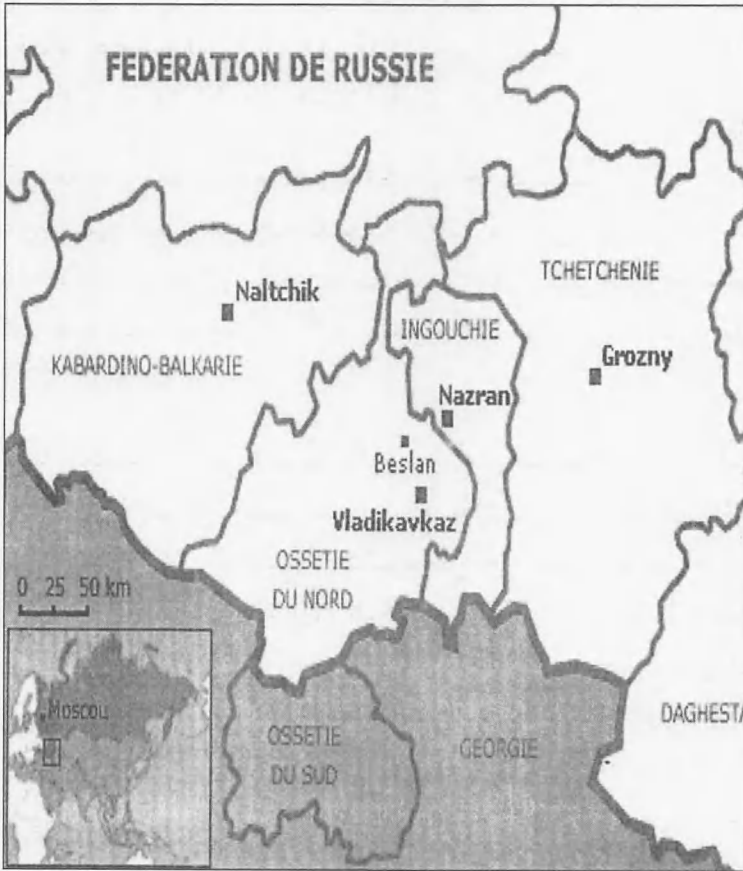 FEDERATION DE RUSSIE
TCHETCHENIE
Naltchik
INGOUCHIE
KABARDINO-BALKARIE
Grozny
Nazran
Beslan
Vladikavkaz
OSSETIE
DU NORD
0 25 50 km
Moscou
DAGHESTA
OSSETIE
DU SUD
GEORGIE